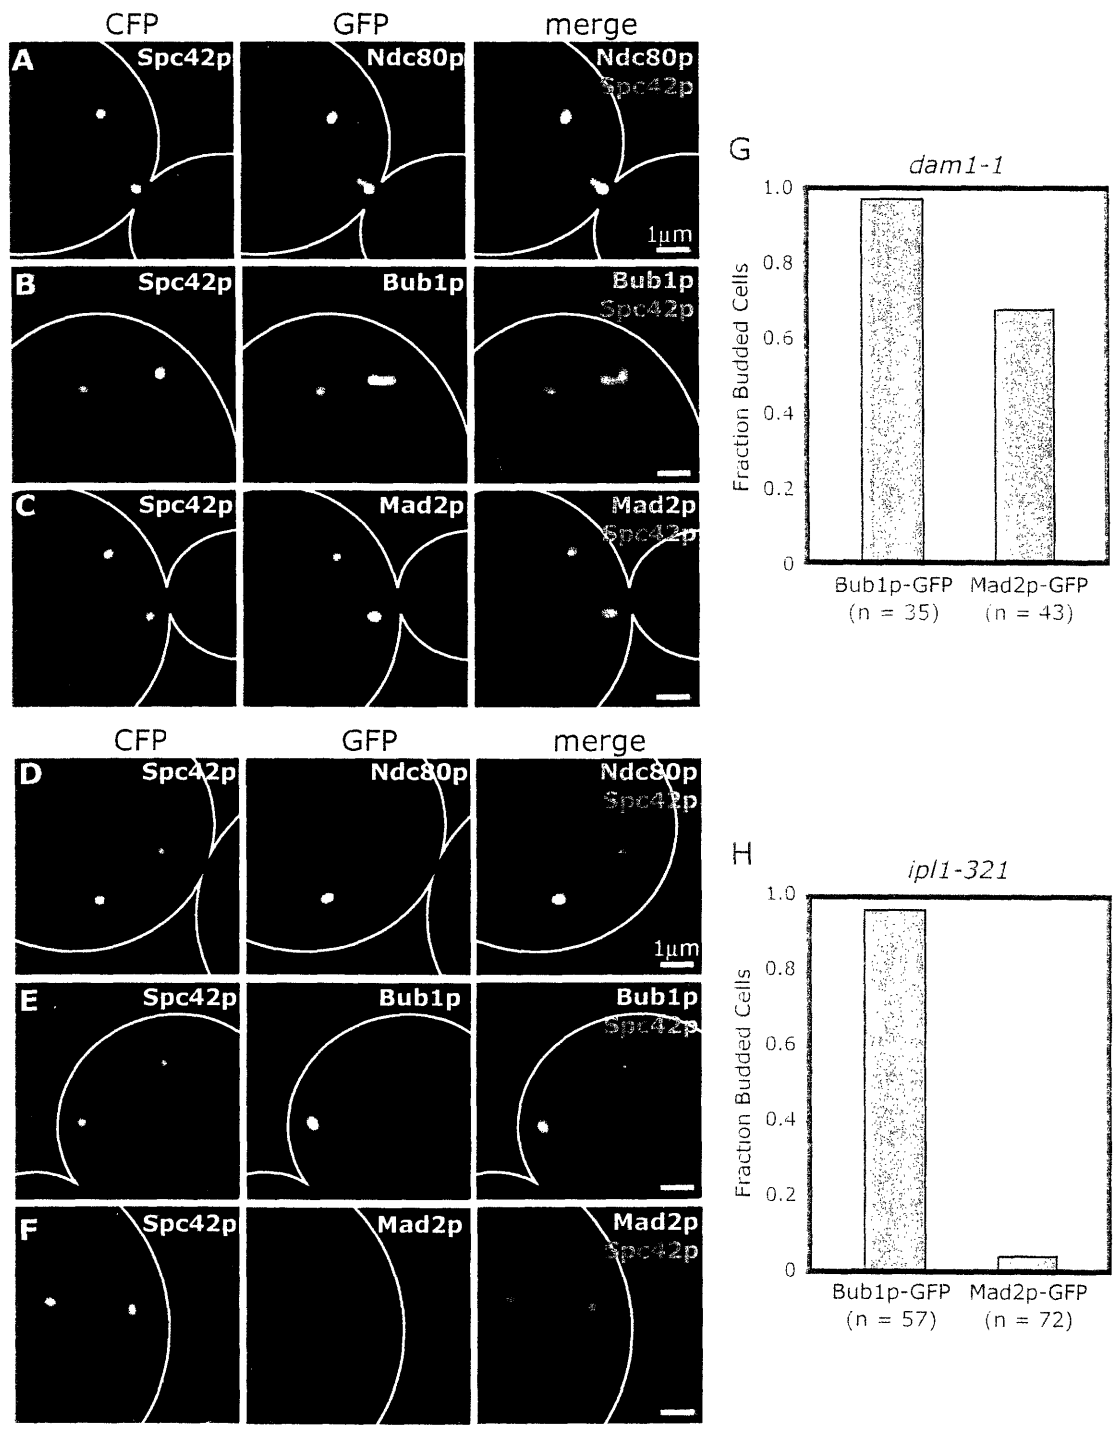 CFP GFP merge
A Spc42p Ndc80p Ndc80p
Spc42p
1µm
B Spc42p Bub1p Bub1p
Spc42p
C Spc42p Mad2p Mad2p
Spc42p
G
dam1-1
Fraction Budded Cells
1.0
0.8
0.6
0.4
0.2
0
Bub1p-GFP Mad2p-GFP
(n = 35) (n = 43)
CFP GFP merge
D Spc42p Ndc80p Ndc80p
Spc42p
1µm
E Spc42p Bub1p Bub1p
Spc42p
F Spc42p Mad2p Mad2p
Spc42p
H
ipl1-321
Fraction Budded Cells
1.0
0.8
0.6
0.4
0.2
0
Bub1p-GFP Mad2p-GFP
(n = 57) (n = 72)